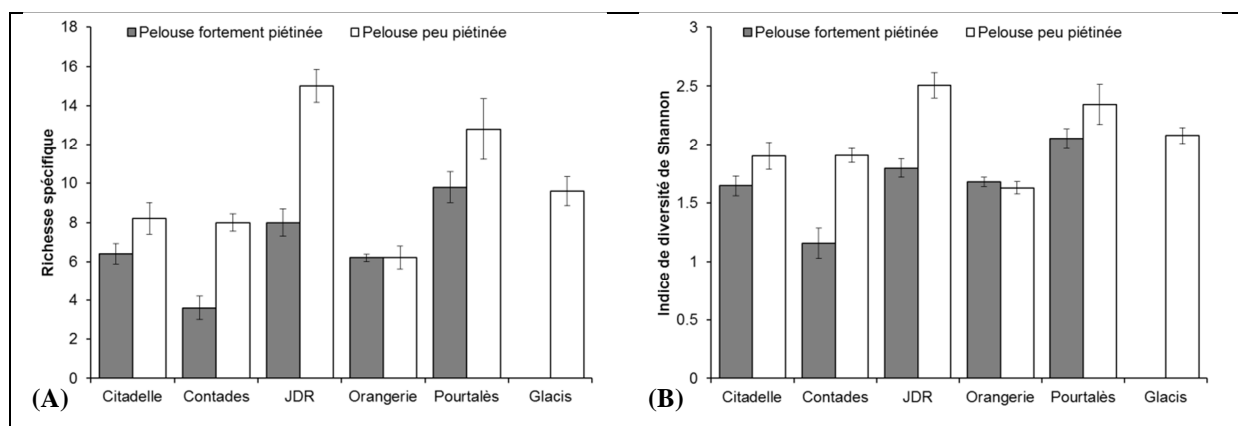 Pelouse fortement piétinée Pelouse peu piétinée
Richesse spécifique
18
16
14
12
10
8
6
4
2
0
Citadelle Contades JDR Orangerie Pourtalès Glacis
(A)
Pelouse fortement piétinée Pelouse peu piétinée
Indice de diversité de Shannon
3
2.5
2
1.5
1
0.5
0
Citadelle Contades JDR Orangerie Pourtalès Glacis
(B)